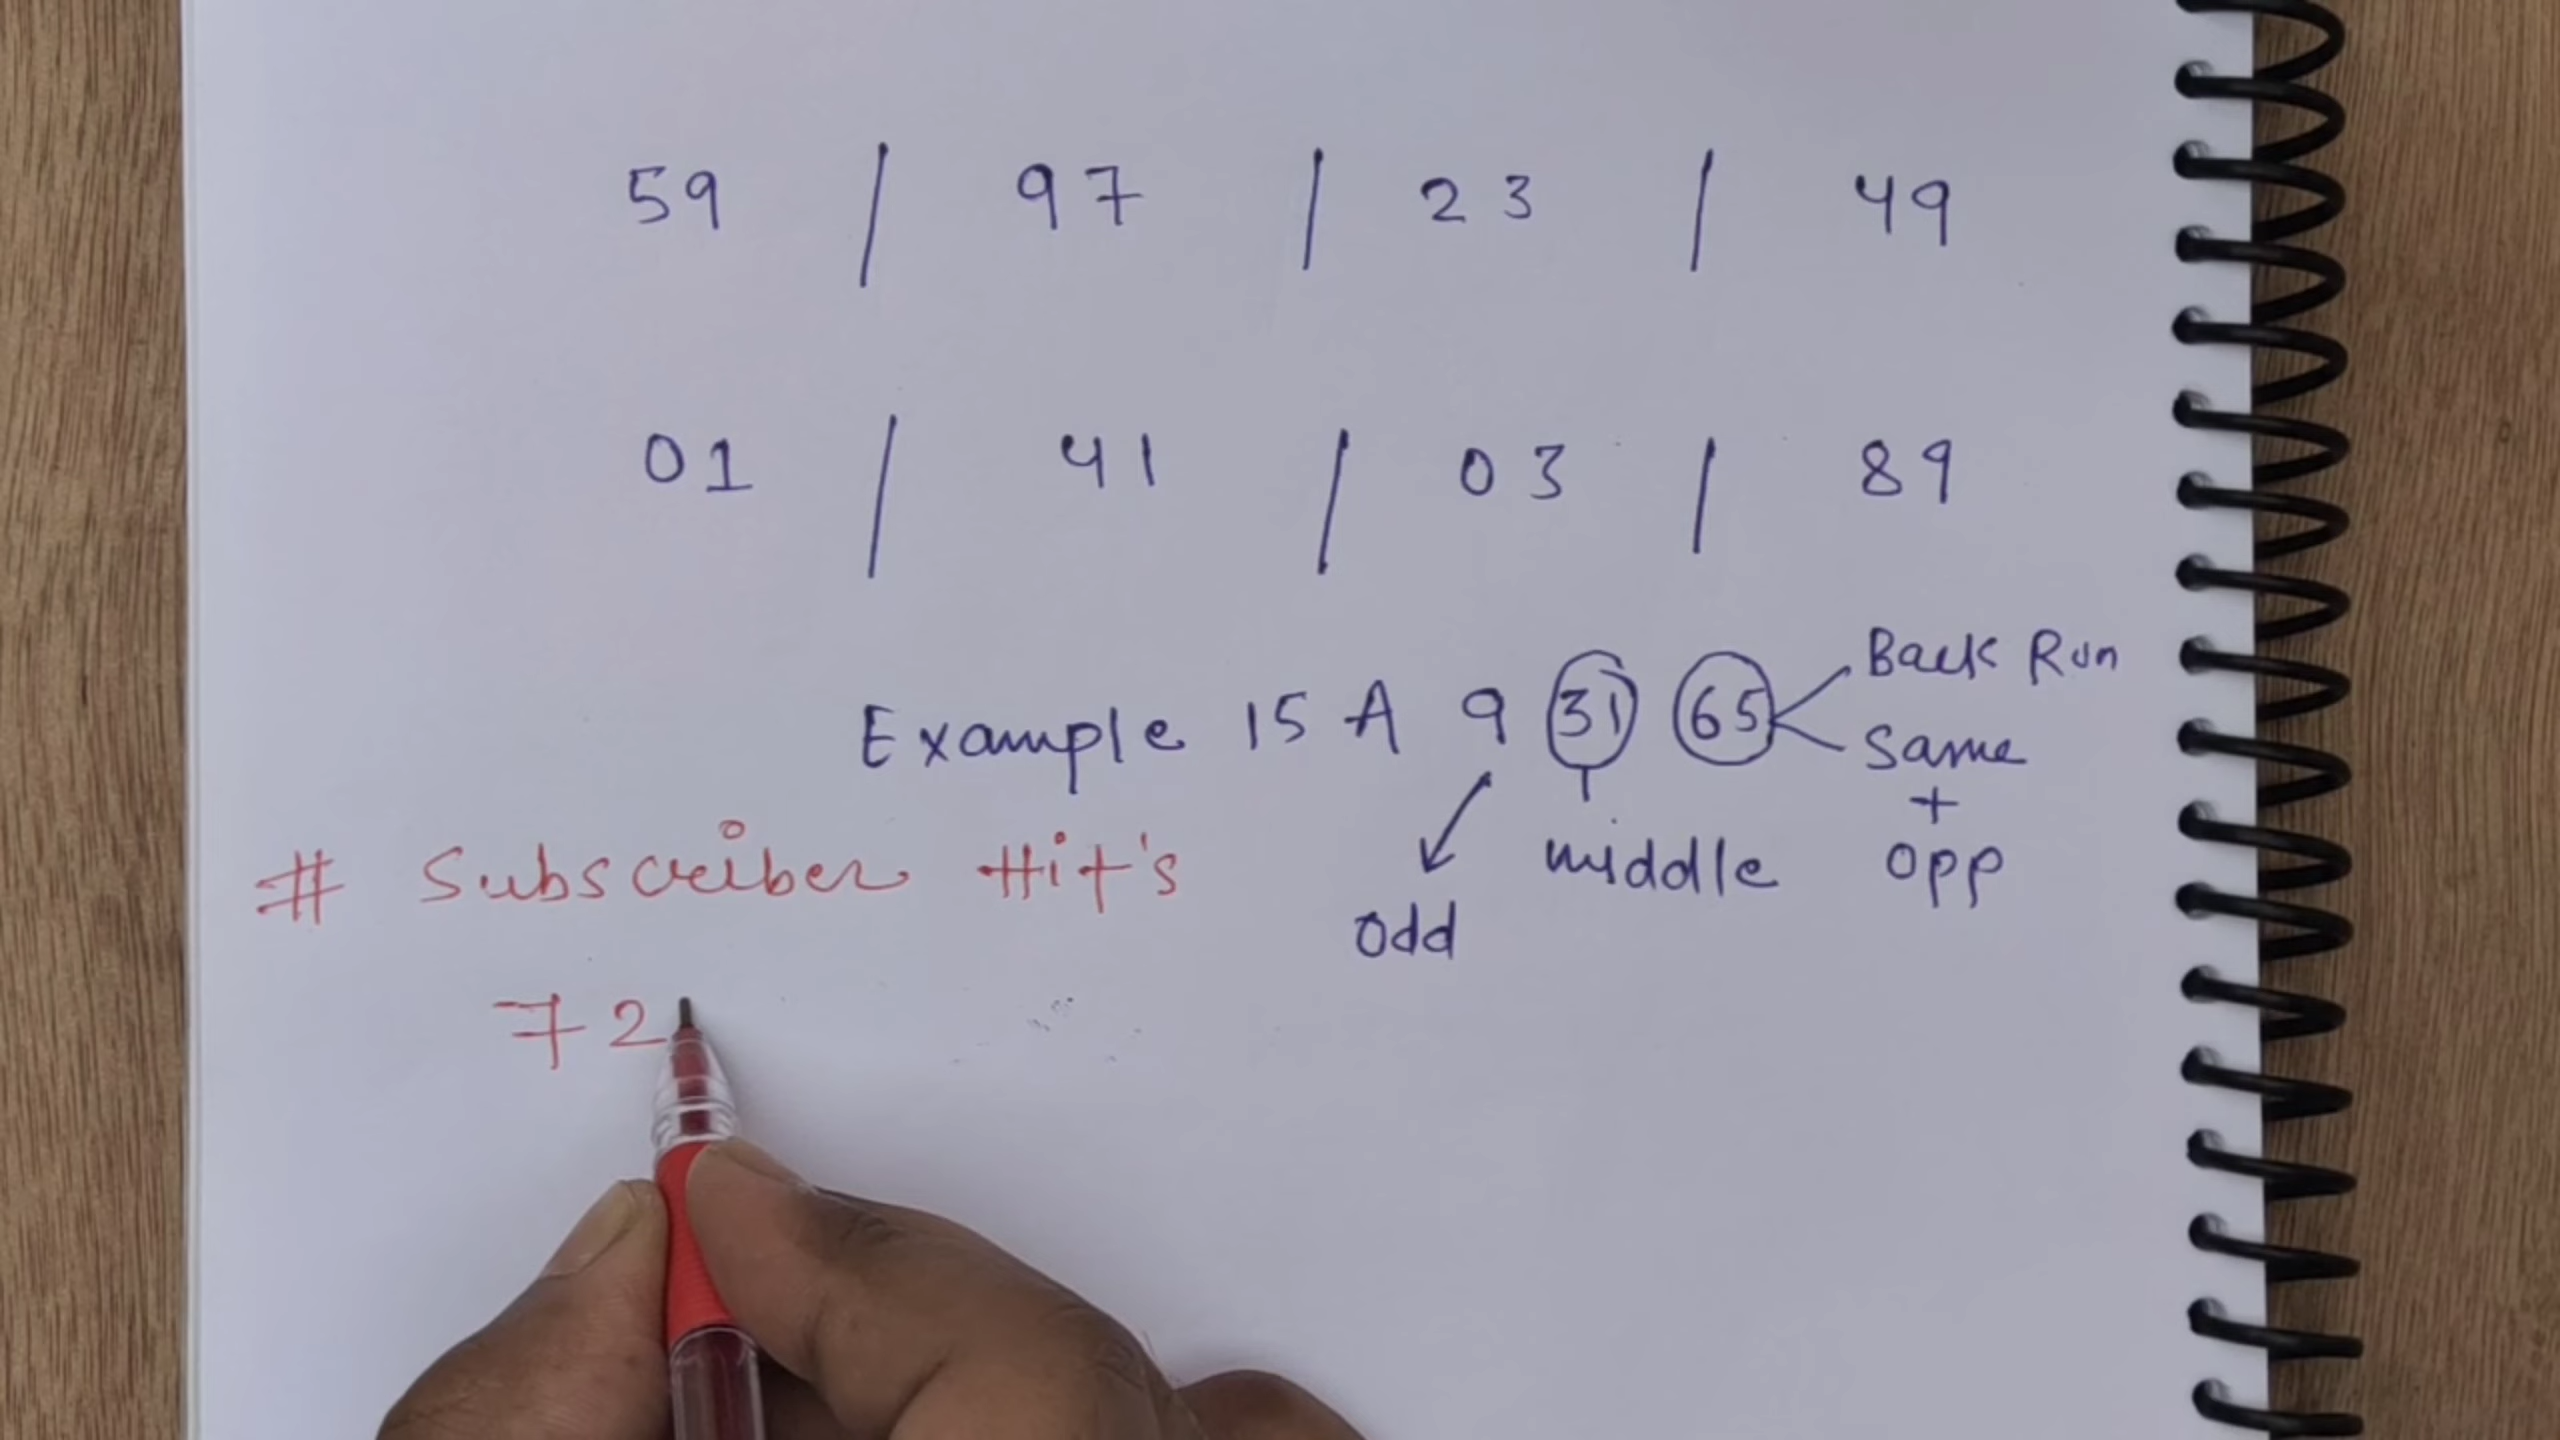 59 / 97 / 23 / 49
01 / 41 / 03 / 89
Example 15 A 9 31 65
Back Run
Same
+
opp
middle
odd
# Subscriber Hit's
72